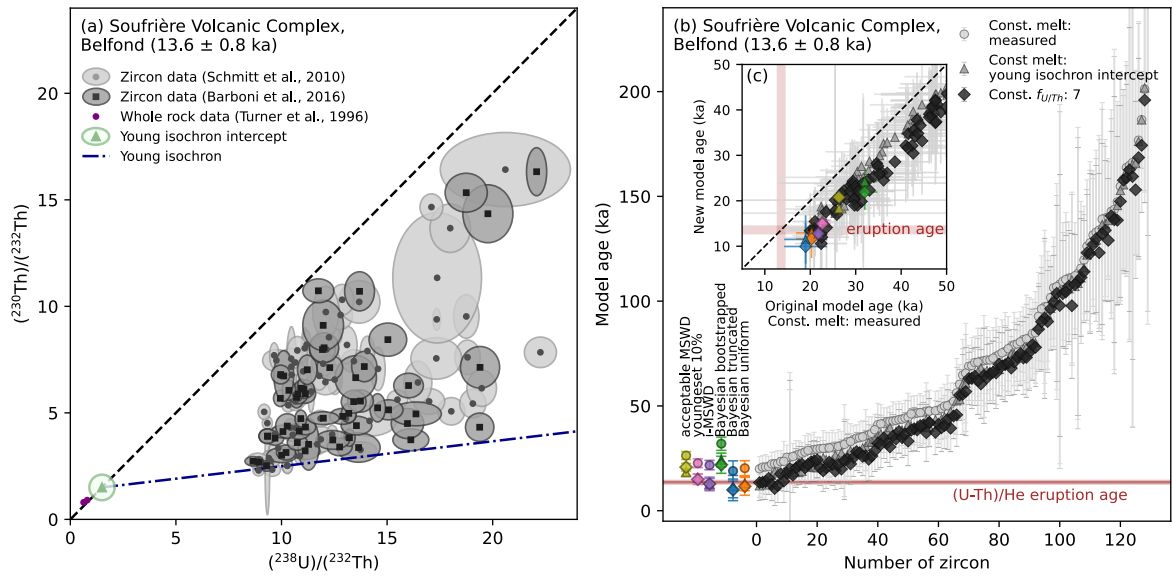 (a) Soufrière Volcanic Complex,
Belfond (13.6 ± 0.8 ka)
Zircon data (Schmitt et al., 2010)
Zircon data (Barboni et al., 2016)
Whole rock data (Turner et al., 1996)
Young isochron intercept
Young isochron
(²³⁰Th)/(²³²Th)
20
15
10
5
0
0
5
10
15
20
(²³⁸U)/(²³²Th)
(b) Soufrière Volcanic Complex,
Belfond (13.6 ± 0.8 ka)
Const. melt:
measured
Const melt:
young isochron intercept
Const. f_{U/Th}: 7
Model age (ka)
200
150
100
50
0
(c)
New model age (ka)
50
40
30
20
10
eruption age
10
20
30
40
50
Original model age (ka)
Const. melt: measured
acceptable MSWD
youngeset 10%
i-MSWD
Bayesian bootstrapped
Bayesian truncated
Bayesian uniform
(U-Th)/He eruption age
0
20
40
60
80
100
120
Number of zircon